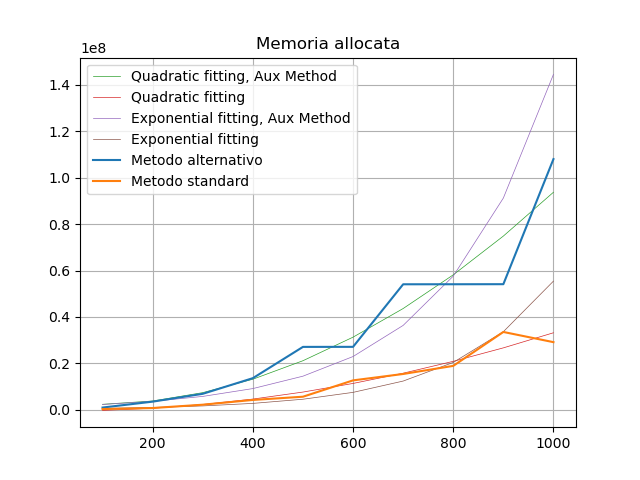 Memoria allocata
1e8
Quadratic fitting, Aux Method
Quadratic fitting
Exponential fitting, Aux Method
Exponential fitting
Metodo alternativo
Metodo standard
1.4
1.2
1.0
0.8
0.6
0.4
0.2
0.0
200 400 600 800 1000